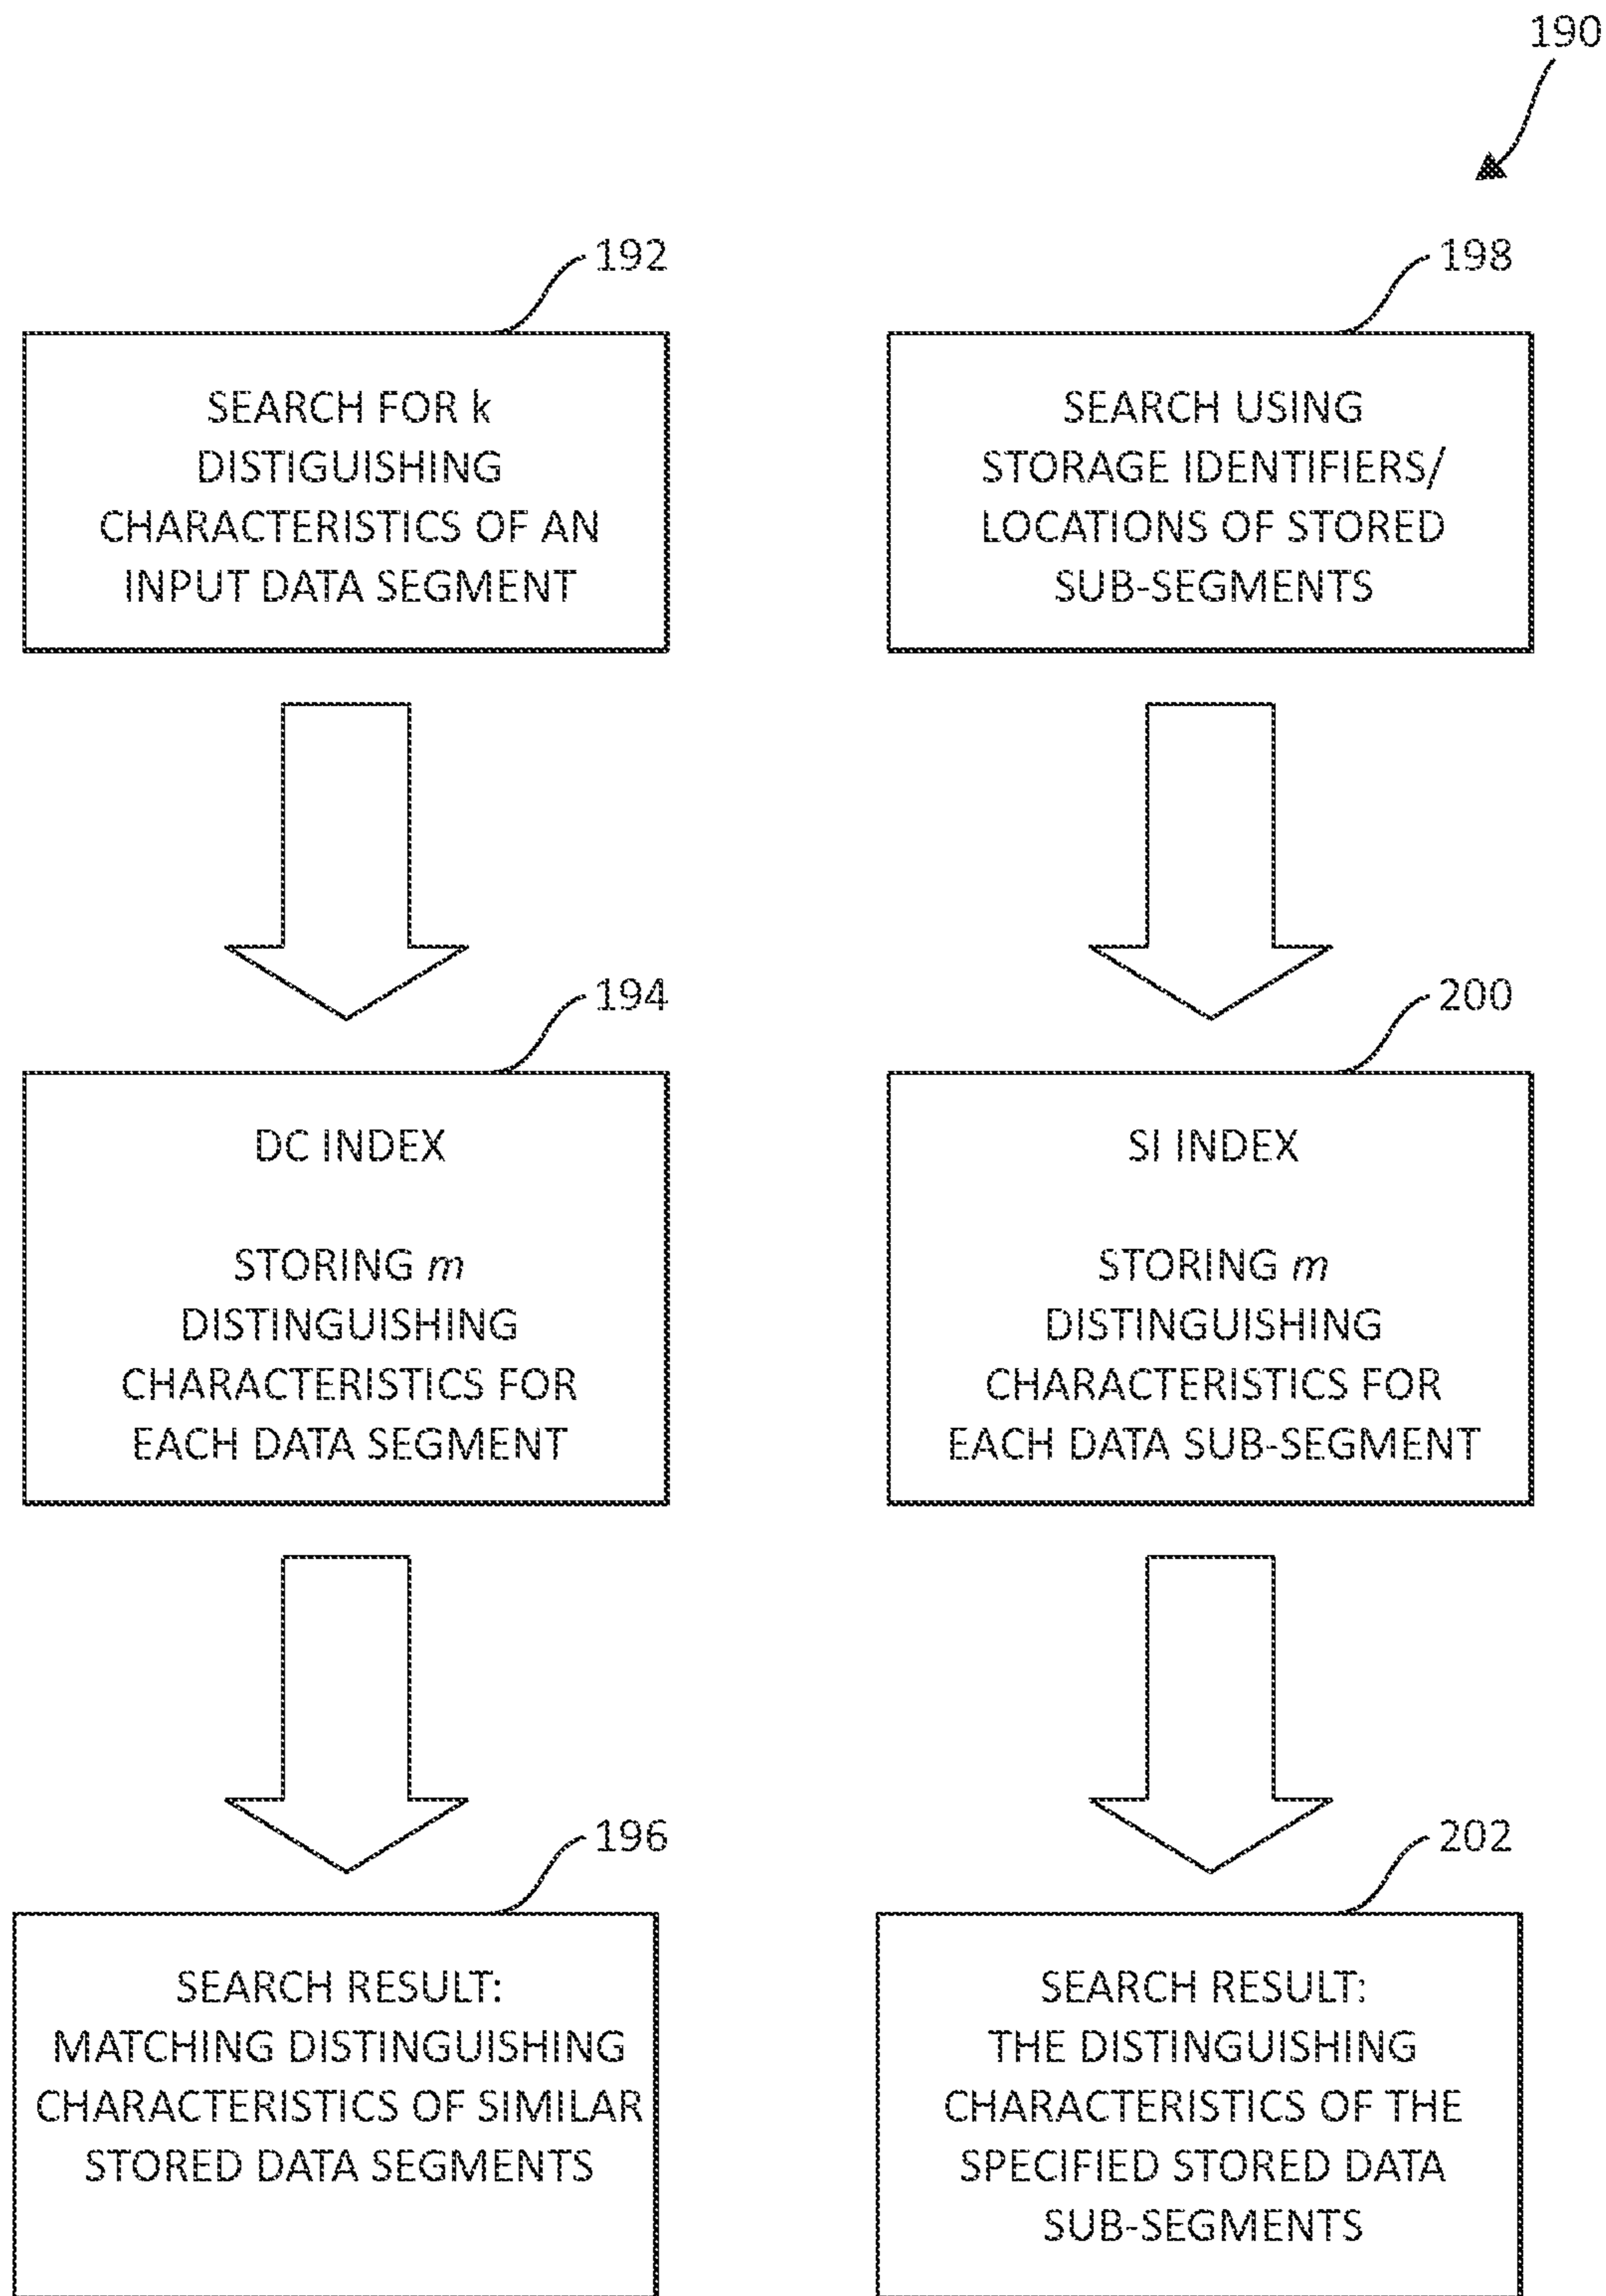 190
192
SEARCH FOR k
DISTIGUISHING
CHARACTERISTICS OF AN
INPUT DATA SEGMENT
198
SEARCH USING
STORAGE IDENTIFIERS/
LOCATIONS OF STORED
SUB-SEGMENTS
194
DC INDEX
STORING m
DISTINGUISHING
CHARACTERISTICS FOR
EACH DATA SEGMENT
200
SI INDEX
STORING m
DISTINGUISHING
CHARACTERISTICS FOR
EACH DATA SUB-SEGMENT
196
SEARCH RESULT:
MATCHING DISTINGUISHING
CHARACTERISTICS OF SIMILAR
STORED DATA SEGMENTS
202
SEARCH RESULT:
THE DISTINGUISHING
CHARACTERISTICS OF THE
SPECIFIED STORED DATA
SUB-SEGMENTS